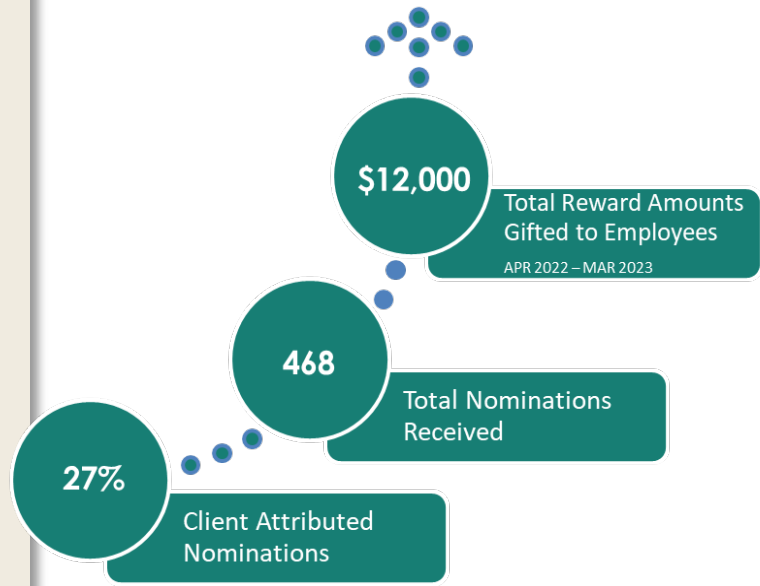 $12,000
Total Reward Amounts
Gifted to Employees
APR 2022 – MAR 2023
468
Total Nominations
Received
27%
Client Attributed
Nominations